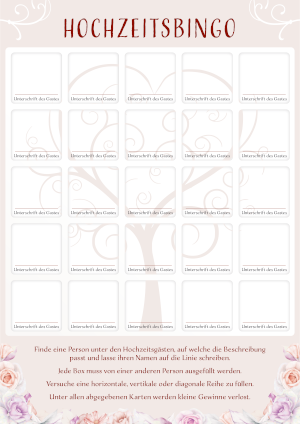 HOCHZEITSBINGO
Unterschrift des Gastes Unterschrift des Gastes Unterschrift des Gastes Unterschrift des Gastes Unterschrift des Gastes
Unterschrift des Gastes Unterschrift des Gastes Unterschrift des Gastes Unterschrift des Gastes Unterschrift des Gastes
Unterschrift des Gastes Unterschrift des Gastes Unterschrift des Gastes Unterschrift des Gastes Unterschrift des Gastes
Unterschrift des Gastes Unterschrift des Gastes Unterschrift des Gastes Unterschrift des Gastes Unterschrift des Gastes
Unterschrift des Gastes Unterschrift des Gastes Unterschrift des Gastes Unterschrift des Gastes Unterschrift des Gastes
Finde eine Person unter den Hochzeitsgästen, auf welche die Beschreibung
passt und lasse ihren Namen auf die Linie schreiben.
Jede Box muss von einer anderen Person ausgefüllt werden.
Versuche eine horizontale, vertikale oder diagonale Reihe zu füllen.
Unter allen abgegebenen Karten werden kleine Gewinne verlost.